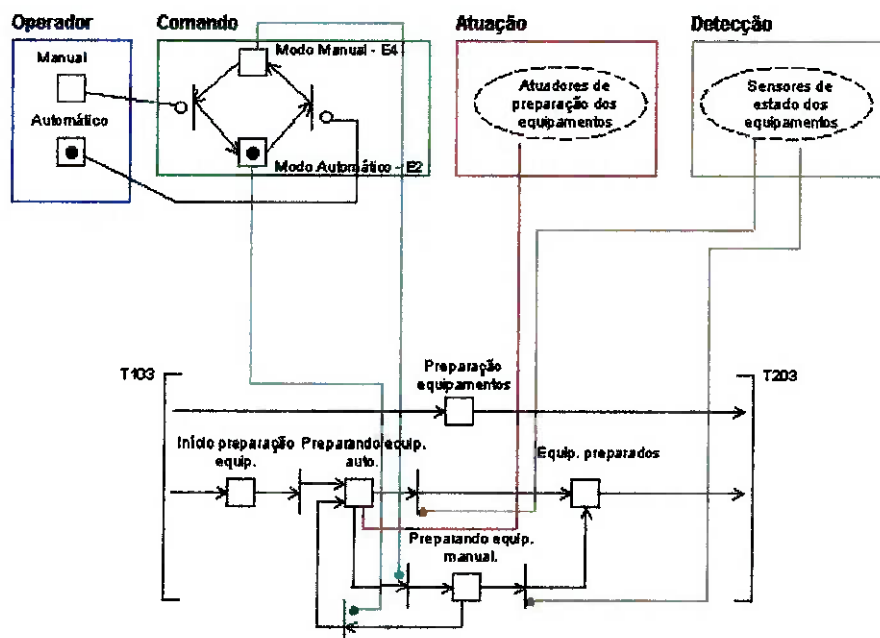 Operador
Comando
Atuação
Detecção
Manual
Automático
Modo Manual - E4
Modo Automático - E2
Atuadores de
preparação dos
equipamentos
Sensores de
estado dos
equipamentos
T103
T203
Preparação
equipamentos
Início preparação
equip.
Preparando equip.
auto.
Equip. preparados
Preparando equip.
manual.